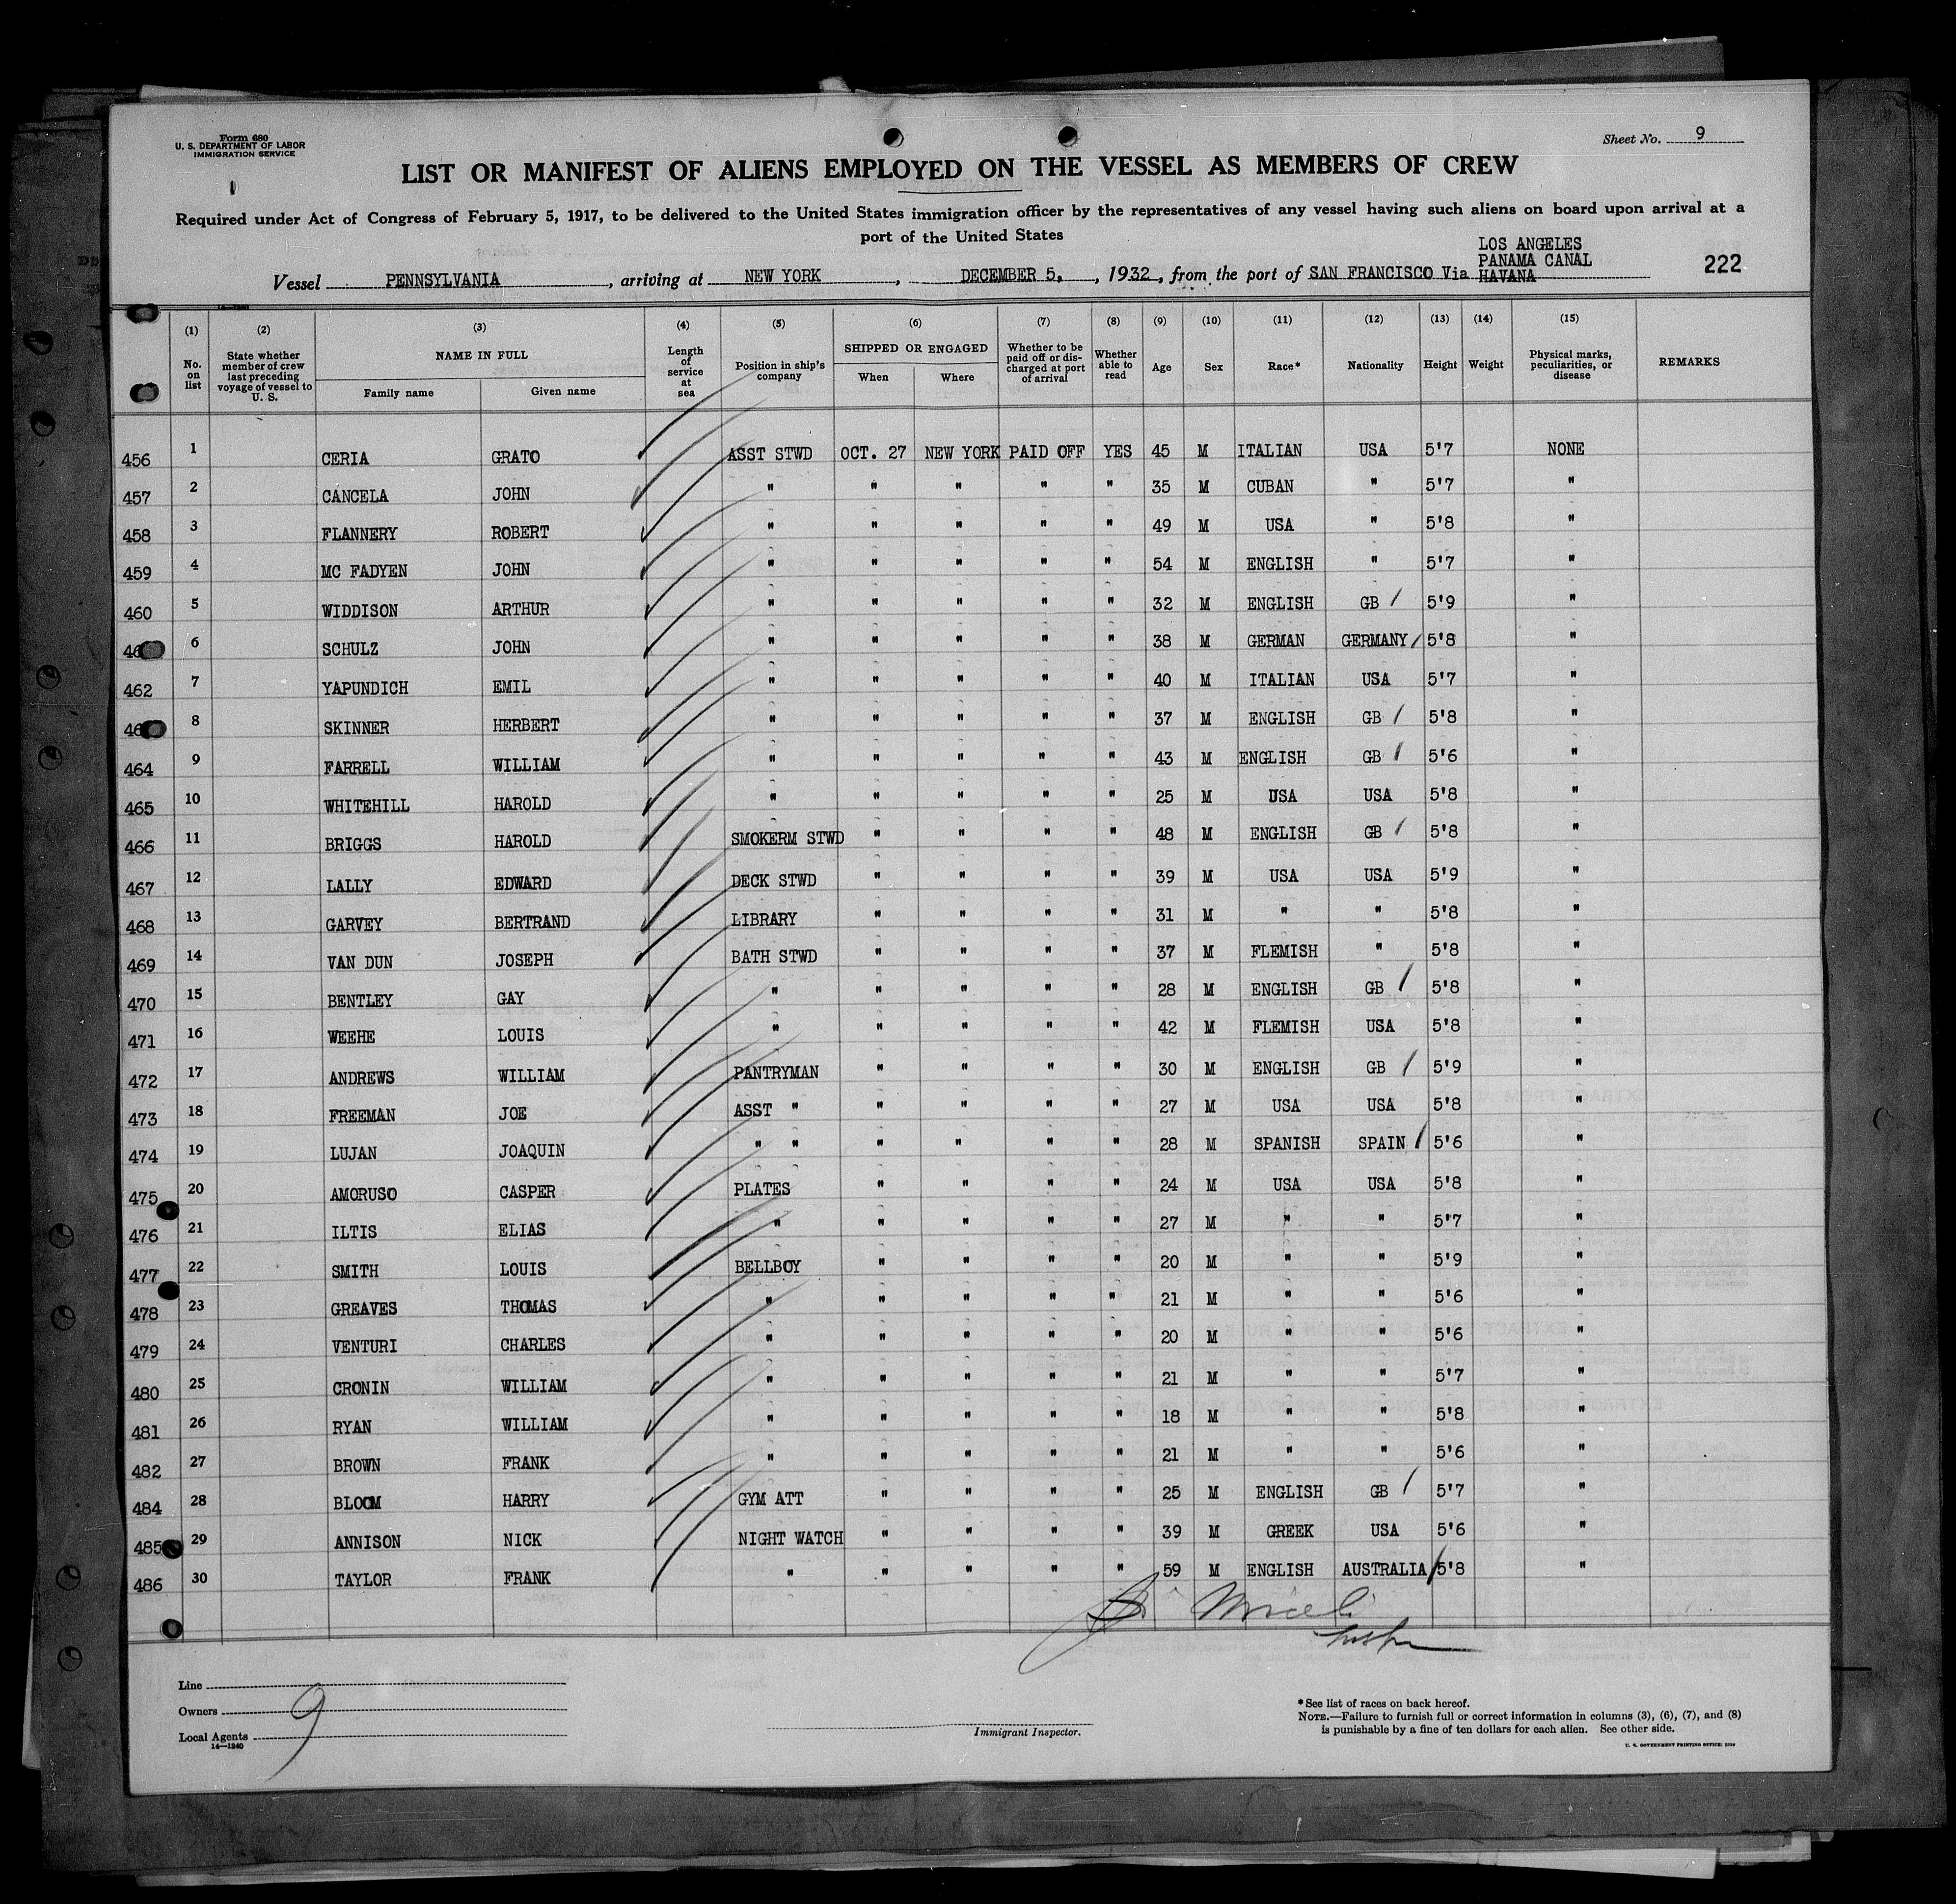 Form 680
U. S. DEPARTMENT OF LABOR
IMMIGRATION SERVICE
Sheet No. 9
LIST OR MANIFEST OF ALIENS EMPLOYED ON THE VESSEL AS MEMBERS OF CREW
Required under Act of Congress of February 5, 1917, to be delivered to the United States immigration officer by the representatives of any vessel having such aliens on board upon arrival at a
port of the United States
LOS ANGELES
PANAMA CANAL
Vessel PENNSYLVANIA, arriving at NEW YORK, DECEMBER 5, , 1932, from the port of SAN FRANCISCO Via HAVANA 222
(1) No. on list (2) State whether member of crew last preceding voyage of vessel to U. S. (3) NAME IN FULL Family name Given name (4) Length of service at sea (5) Position in ship's company (6) SHIPPED OR ENGAGED When Where (7) Whether to be paid off or discharged at port of arrival (8) Whether able to read (9) Age (10) Sex (11) Race* (12) Nationality (13) Height (14) Weight (15) Physical marks, peculiarities, or disease REMARKS
456 1 CERIA GRATO ASST STWD OCT. 27 NEW YORK PAID OFF YES 45 M ITALIAN USA 5'7 NONE
457 2 CANCELA JOHN " " " " " 35 M CUBAN " 5'7 "
458 3 FLANNERY ROBERT " " " " " 49 M USA " 5'8 "
459 4 MC FADYEN JOHN " " " " " 54 M ENGLISH " 5'7 "
460 5 WIDDISON ARTHUR " " " " " 32 M ENGLISH GB 5'9 "
46 6 SCHULZ JOHN " " " " " 38 M GERMAN GERMANY 5'8 "
462 7 YAPUNDICH EMIL " " " " " 40 M ITALIAN USA 5'7 "
46 8 SKINNER HERBERT " " " " " 37 M ENGLISH GB 5'8 "
464 9 FARRELL WILLIAM " " " " " 43 M ENGLISH GB 5'6 "
465 10 WHITEHILL HAROLD " " " " " 25 M USA USA 5'8 "
466 11 BRIGGS HAROLD SMOKERM STWD " " " " 48 M ENGLISH GB 5'8 "
467 12 LALLY EDWARD DECK STWD " " " " 39 M USA USA 5'9 "
468 13 GARVEY BERTRAND LIBRARY " " " " 31 M " " 5'8 "
469 14 VAN DUN JOSEPH BATH STWD " " " " 37 M FLEMISH " 5'8 "
470 15 BENTLEY GAY " " " " " 28 M ENGLISH GB 5'8 "
471 16 WEEHE LOUIS " " " " " 42 M FLEMISH USA 5'8 "
472 17 ANDREWS WILLIAM PANTRYMAN " " " " 30 M ENGLISH GB 5'9 "
473 18 FREEMAN JOE ASST " " " " " 27 M USA USA 5'8 "
474 19 LUJAN JOAQUIN " " " " " " 28 M SPANISH SPAIN 5'6 "
475 20 AMORUSO CASPER PLATES " " " " 24 M USA USA 5'8 "
476 21 ILTIS ELIAS " " " " " 27 M " " 5'7 "
477 22 SMITH LOUIS BELLBOY " " " " 20 M " " 5'9 "
478 23 GREAVES THOMAS " " " " " 21 M " " 5'6 "
479 24 VENTURI CHARLES " " " " " 20 M " " 5'6 "
480 25 CRONIN WILLIAM " " " " " 21 M " " 5'7 "
481 26 RYAN WILLIAM " " " " " 18 M " " 5'8 "
482 27 BROWN FRANK " " " " " 21 M " " 5'6 "
484 28 BLOOM HARRY GYM ATT " " " " 25 M ENGLISH GB 5'7 "
485 29 ANNISON NICK NIGHT WATCH " " " " 39 M GREEK USA 5'6 "
486 30 TAYLOR FRANK " " " " " 59 M ENGLISH AUSTRALIA 5'8 "
Line
Owners
Local Agents
9
14—1240
Immigrant Inspector.
*See list of races on back hereof.
NOTE.—Failure to furnish full or correct information in columns (3), (6), (7), and (8)
is punishable by a fine of ten dollars for each alien. See other side.